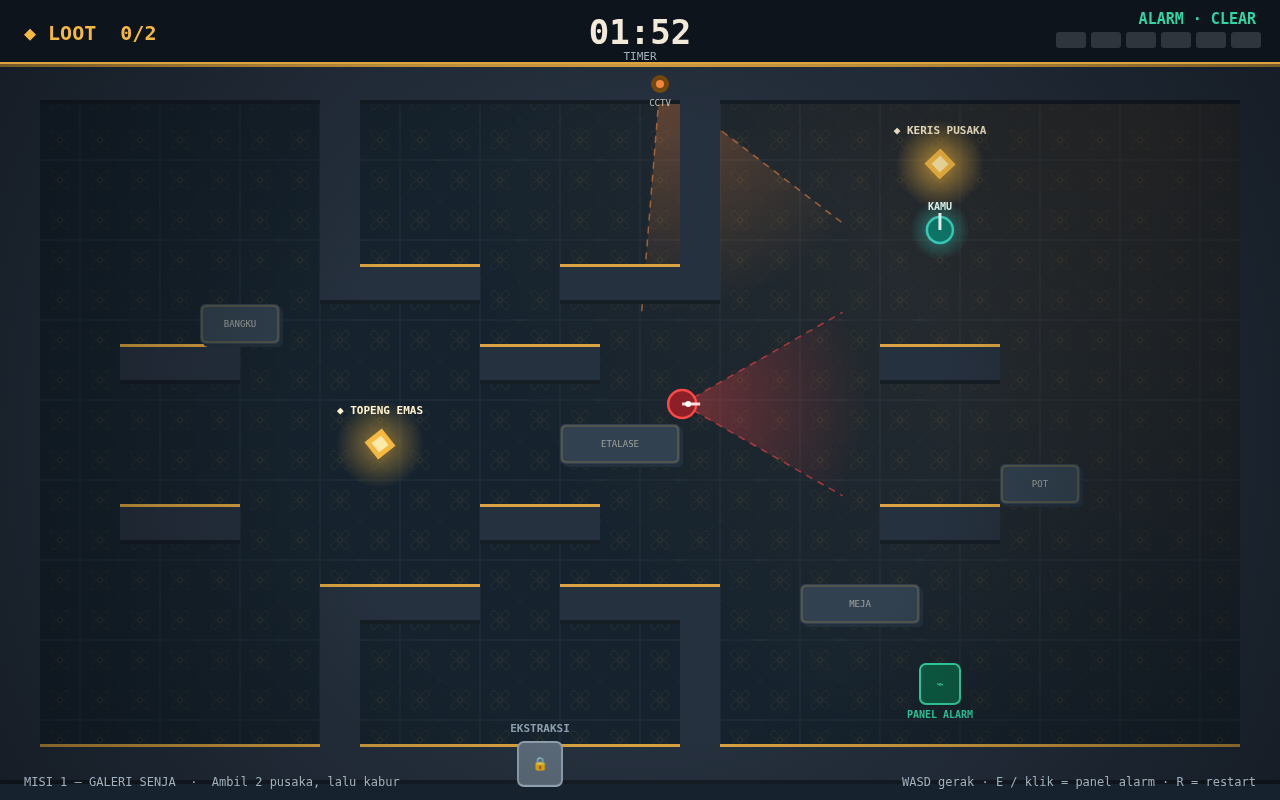 ◆ LOOT 0/2
01:52
TIMER
ALARM · CLEAR
CCTV
◆ KERIS PUSAKA
KAMU
BANGKU
◆ TOPENG EMAS
ETALASE
POT
MEJA
PANEL ALARM
EKSTRAKSI
MISI 1 — GALERI SENJA · Ambil 2 pusaka, lalu kabur
WASD gerak · E / klik = panel alarm · R = restart